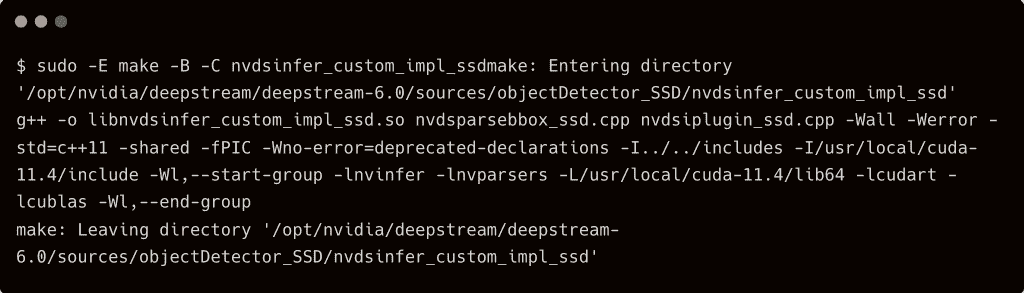 $ sudo -E make -B -C nvdsinfer_custom_impl_ssdmake: Entering directory
'/opt/nvidia/deepstream/deepstream-6.0/sources/objectDetector_SSD/nvdsinfer_custom_impl_ssd'
g++ -o libnvdsinfer_custom_impl_ssd.so nvdsparsebbox_ssd.cpp nvdsiplugin_ssd.cpp -Wall -Werror -
std=c++11 -shared -fPIC -Wno-error=deprecated-declarations -I../../includes -I/usr/local/cuda-
11.4/include -Wl,--start-group -lnvinfer -lnvparsers -L/usr/local/cuda-11.4/lib64 -lcudart -
lcublas -Wl,--end-group
make: Leaving directory '/opt/nvidia/deepstream/deepstream-
6.0/sources/objectDetector_SSD/nvdsinfer_custom_impl_ssd'